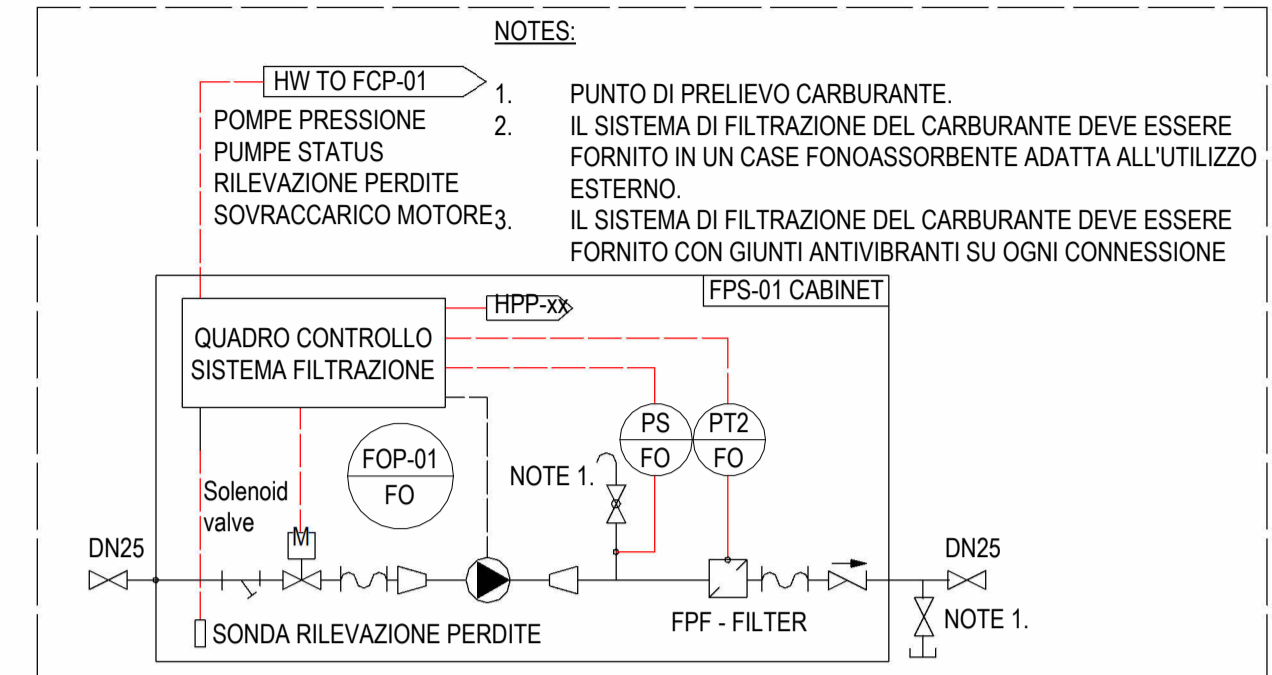 NOTES:
HW TO FCP-01
POMPE PRESSIONE
PUMPE STATUS
RILEVAZIONE PERDITE
SOVRACCARICO MOTORE
1. PUNTO DI PRELIEVO CARBURANTE.
2. IL SISTEMA DI FILTRAZIONE DEL CARBURANTE DEVE ESSERE
FORNITO IN UN CASE FONOASSORBENTE ADATTA ALL'UTILIZZO
ESTERNO.
3. IL SISTEMA DI FILTRAZIONE DEL CARBURANTE DEVE ESSERE
FORNITO CON GIUNTI ANTIVIBRANTI SU OGNI CONNESSIONE
FPS-01 CABINET
HPP-xx
QUADRO CONTROLLO
SISTEMA FILTRAZIONE
PS
FO
PT2
FO
FOP-01
FO
NOTE 1.
Solenoid
valve
M
DN25
DN25
FPF - FILTER
NOTE 1.
SONDA RILEVAZIONE PERDITE